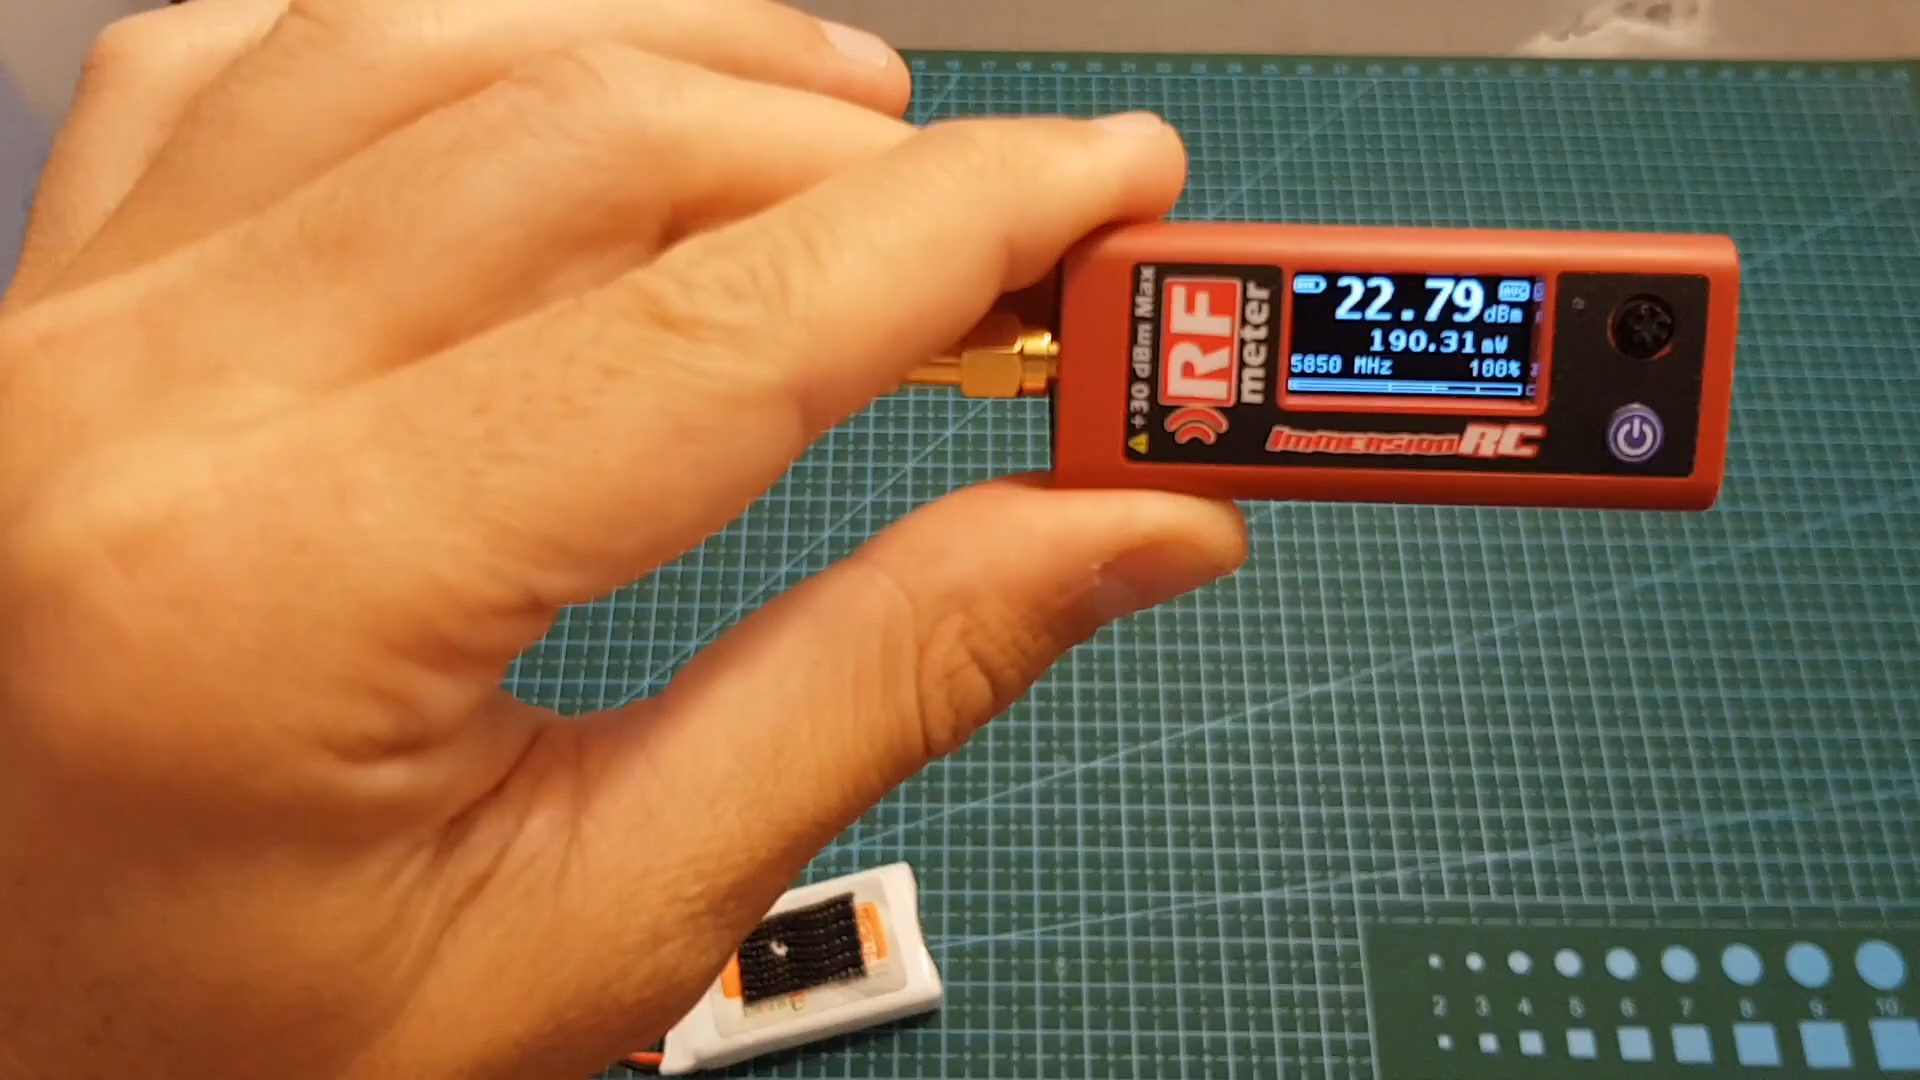 +30 dBm Max
RF
meter
22.79 dBm
190.31 mW
5850 MHz 100%
ImmersionRC
2 3 4 5 6 7 8 9 10